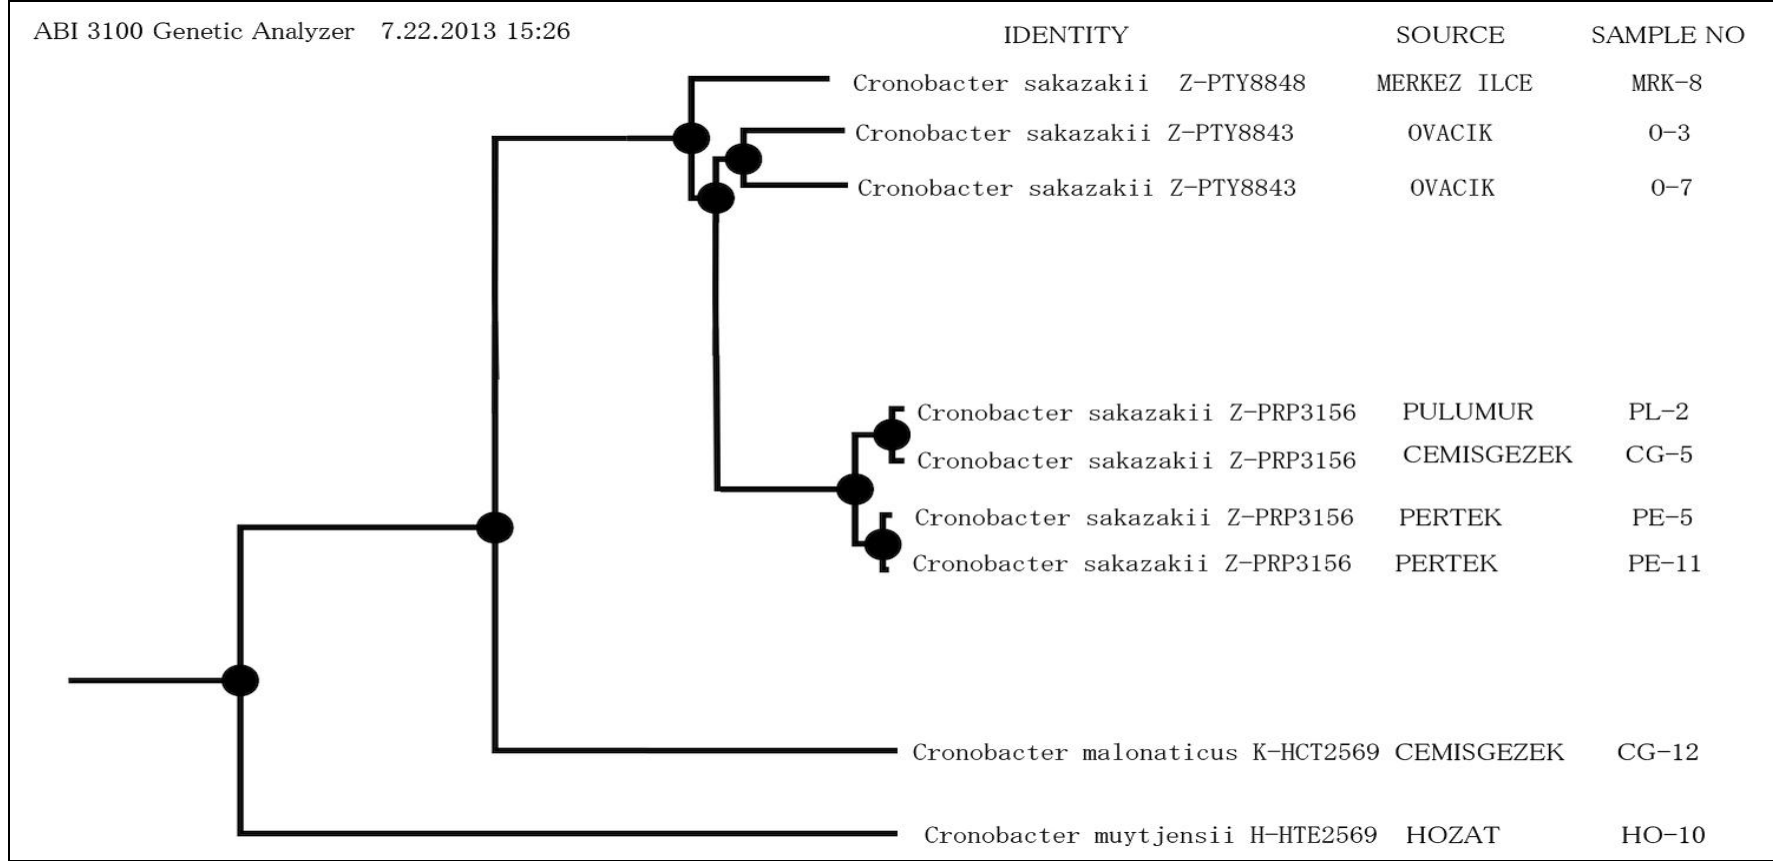 ABI 3100 Genetic Analyzer 7.22.2013 15:26
IDENTITY SOURCE SAMPLE NO
Cronobacter sakazakii Z-PTY8848 MERKEZ ILCE MRK-8
Cronobacter sakazakii Z-PTY8843 OVACIK O-3
Cronobacter sakazakii Z-PTY8843 OVACIK O-7
Cronobacter sakazakii Z-PRP3156 PULUMUR PL-2
Cronobacter sakazakii Z-PRP3156 CEMISGEZEK CG-5
Cronobacter sakazakii Z-PRP3156 PERTEK PE-5
Cronobacter sakazakii Z-PRP3156 PERTEK PE-11
Cronobacter malonaticus K-HCT2569 CEMISGEZEK CG-12
Cronobacter muytjensii H-HTE2569 HOZAT HO-10